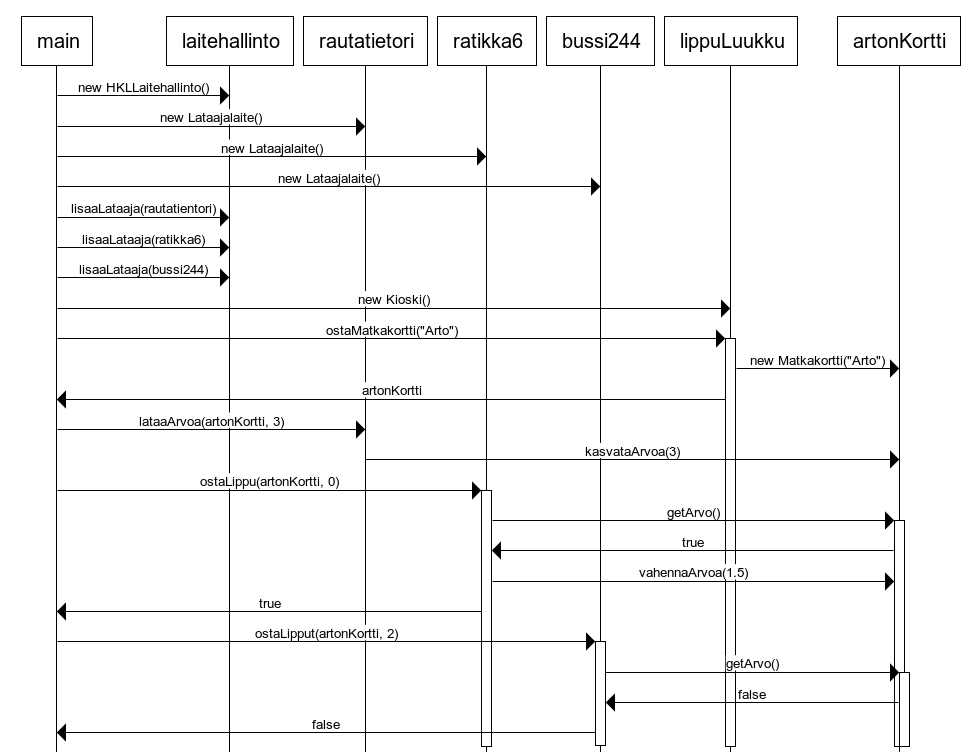 main
laitehallinto
rautatietori
ratikka6
bussi244
lippuLuukku
artonKortti
new HKLLaitehallinto()
new Lataajalaite()
new Lataajalaite()
new Lataajalaite()
lisaaLataaja(rautatientori)
lisaaLataaja(ratikka6)
lisaaLataaja(bussi244)
new Kioski()
ostaMatkakortti("Arto")
new Matkakortti("Arto")
artonKortti
lataaArvoa(artonKortti, 3)
kasvataArvoa(3)
ostaLippu(artonKortti, 0)
getArvo()
true
vahennaArvoa(1.5)
true
ostaLipput(artonKortti, 2)
getArvo()
false
false